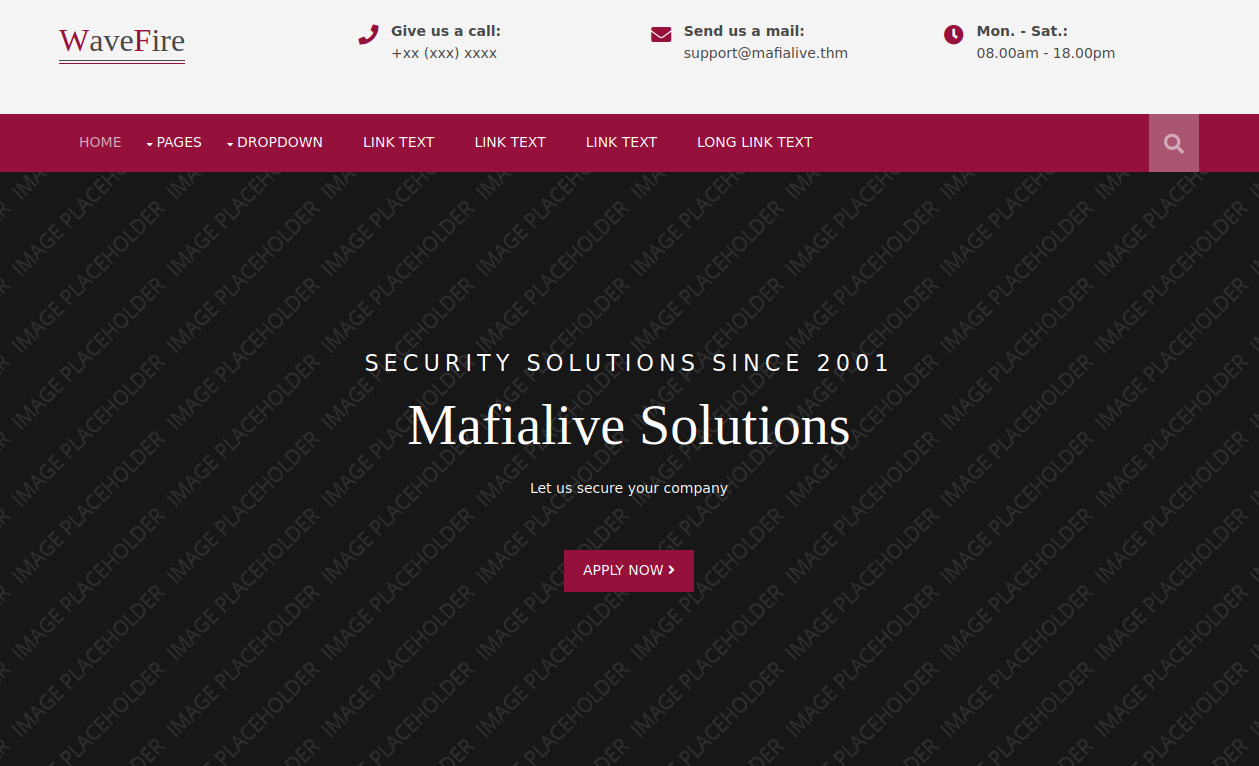 WaveFire
Give us a call:
+xx (xxx) xxxx
Send us a mail:
support@mafialive.thm
Mon. - Sat.:
08.00am - 18.00pm
HOME PAGES DROPDOWN LINK TEXT LINK TEXT LINK TEXT LONG LINK TEXT
IMAGE PLACEHOLDER
SECURITY SOLUTIONS SINCE 2001
Mafialive Solutions
Let us secure your company
APPLY NOW